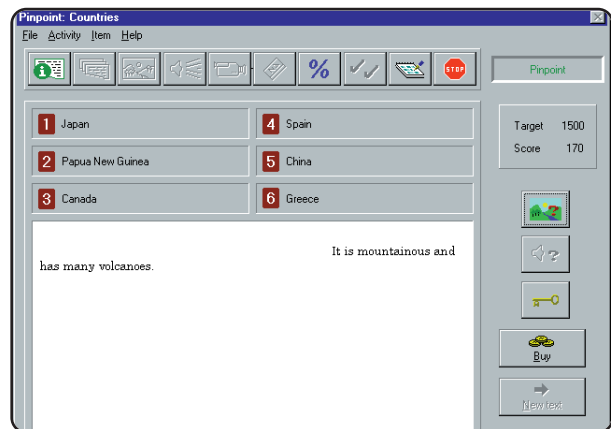 Pinpoint: Countries
File Activity Item Help
STOP
Pinpoint
1 Japan
4 Spain
2 Papua New Guinea
5 China
3 Canada
6 Greece
Target 1500
Score 170
It is mountainous and
has many volcanoes.
Buy
New text